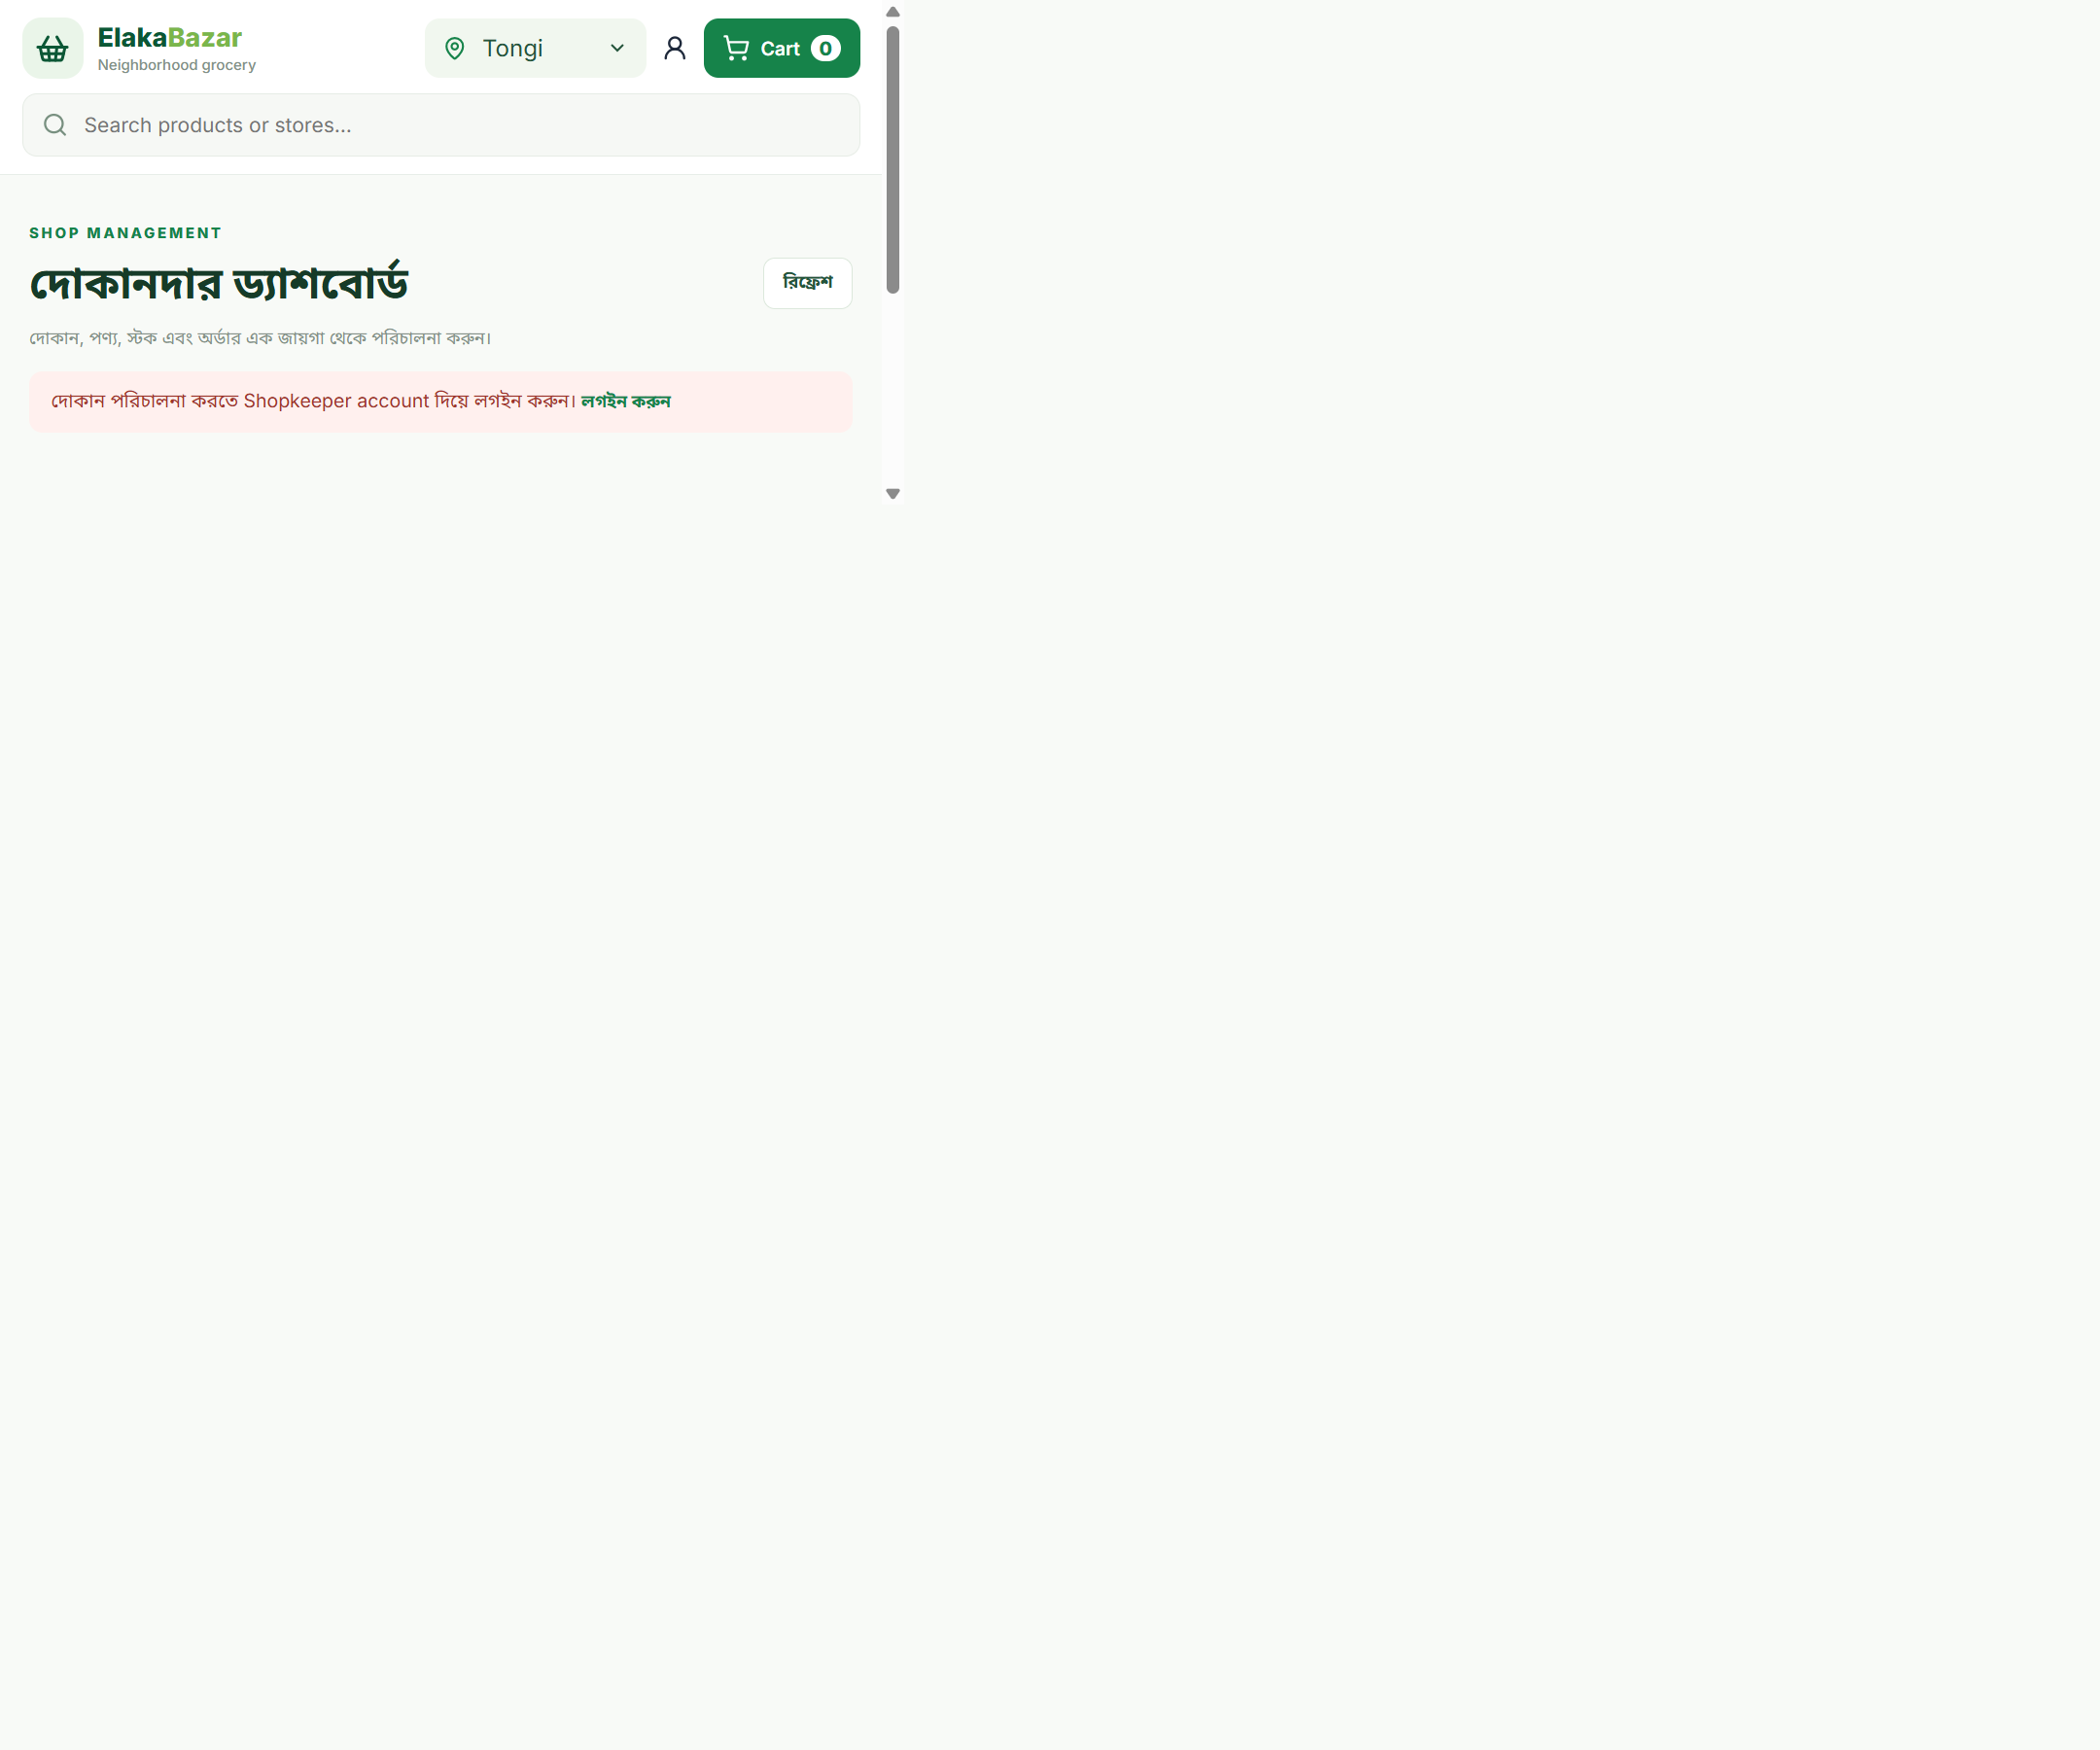 ElakaBazar
Neighborhood grocery
Tongi
Cart 0
Search products or stores...
SHOP MANAGEMENT
দোকানদার ড্যাশবোর্ড
রিফ্রেশ
দোকান, পণ্য, স্টক এবং অর্ডার এক জায়গা থেকে পরিচালনা করুন।
দোকান পরিচালনা করতে Shopkeeper account দিয়ে লগইন করুন। লগইন করুন